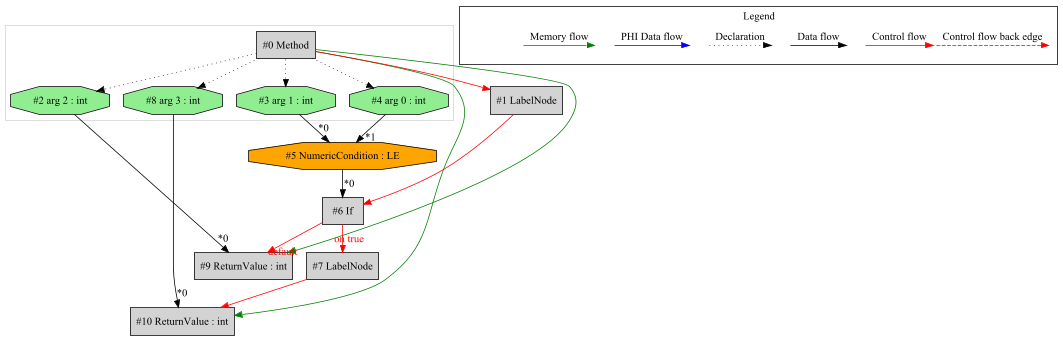 Legend
Memory flow
PHI Data flow
Declaration
Data flow
Control flow
Control flow back edge
#0 Method
#2 arg 2 : int
#8 arg 3 : int
#3 arg 1 : int
#4 arg 0 : int
#1 LabelNode
*0
*1
#5 NumericCondition : LE
*0
#6 If
*0
on true
default
#9 ReturnValue : int
#7 LabelNode
*0
#10 ReturnValue : int